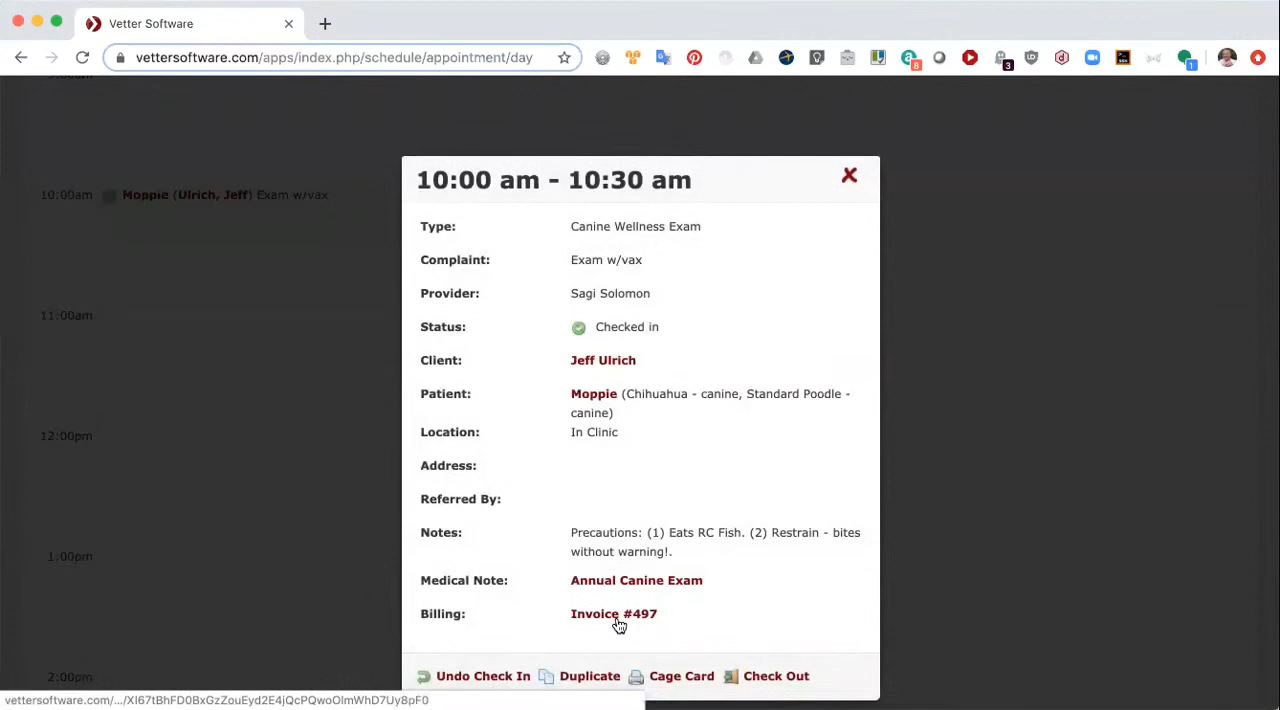 Vetter Software
vettersoftware.com/apps/index.php/schedule/appointment/day
8
3
1
10:00 am - 10:30 am
10:00am Moppie (Ulrich, Jeff) Exam w/vax
Type: Canine Wellness Exam
Complaint: Exam w/vax
Provider: Sagi Solomon
11:00am
Status: Checked in
Client: Jeff Ulrich
Patient: Moppie (Chihuahua - canine, Standard Poodle -
canine)
Location: In Clinic
12:00pm
Address:
Referred By:
Notes: Precautions: (1) Eats RC Fish. (2) Restrain - bites
without warning!.
1:00pm
Medical Note: Annual Canine Exam
Billing: Invoice #497
2:00pm
Undo Check In Duplicate Cage Card Check Out